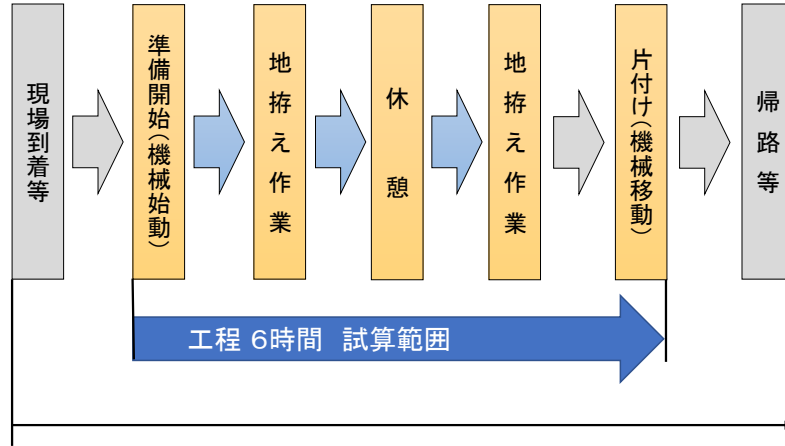 現場到着等
準備開始(機械始動)
地拵え作業
休憩
地拵え作業
片付け(機械移動)
帰路等
工程 6時間 試算範囲